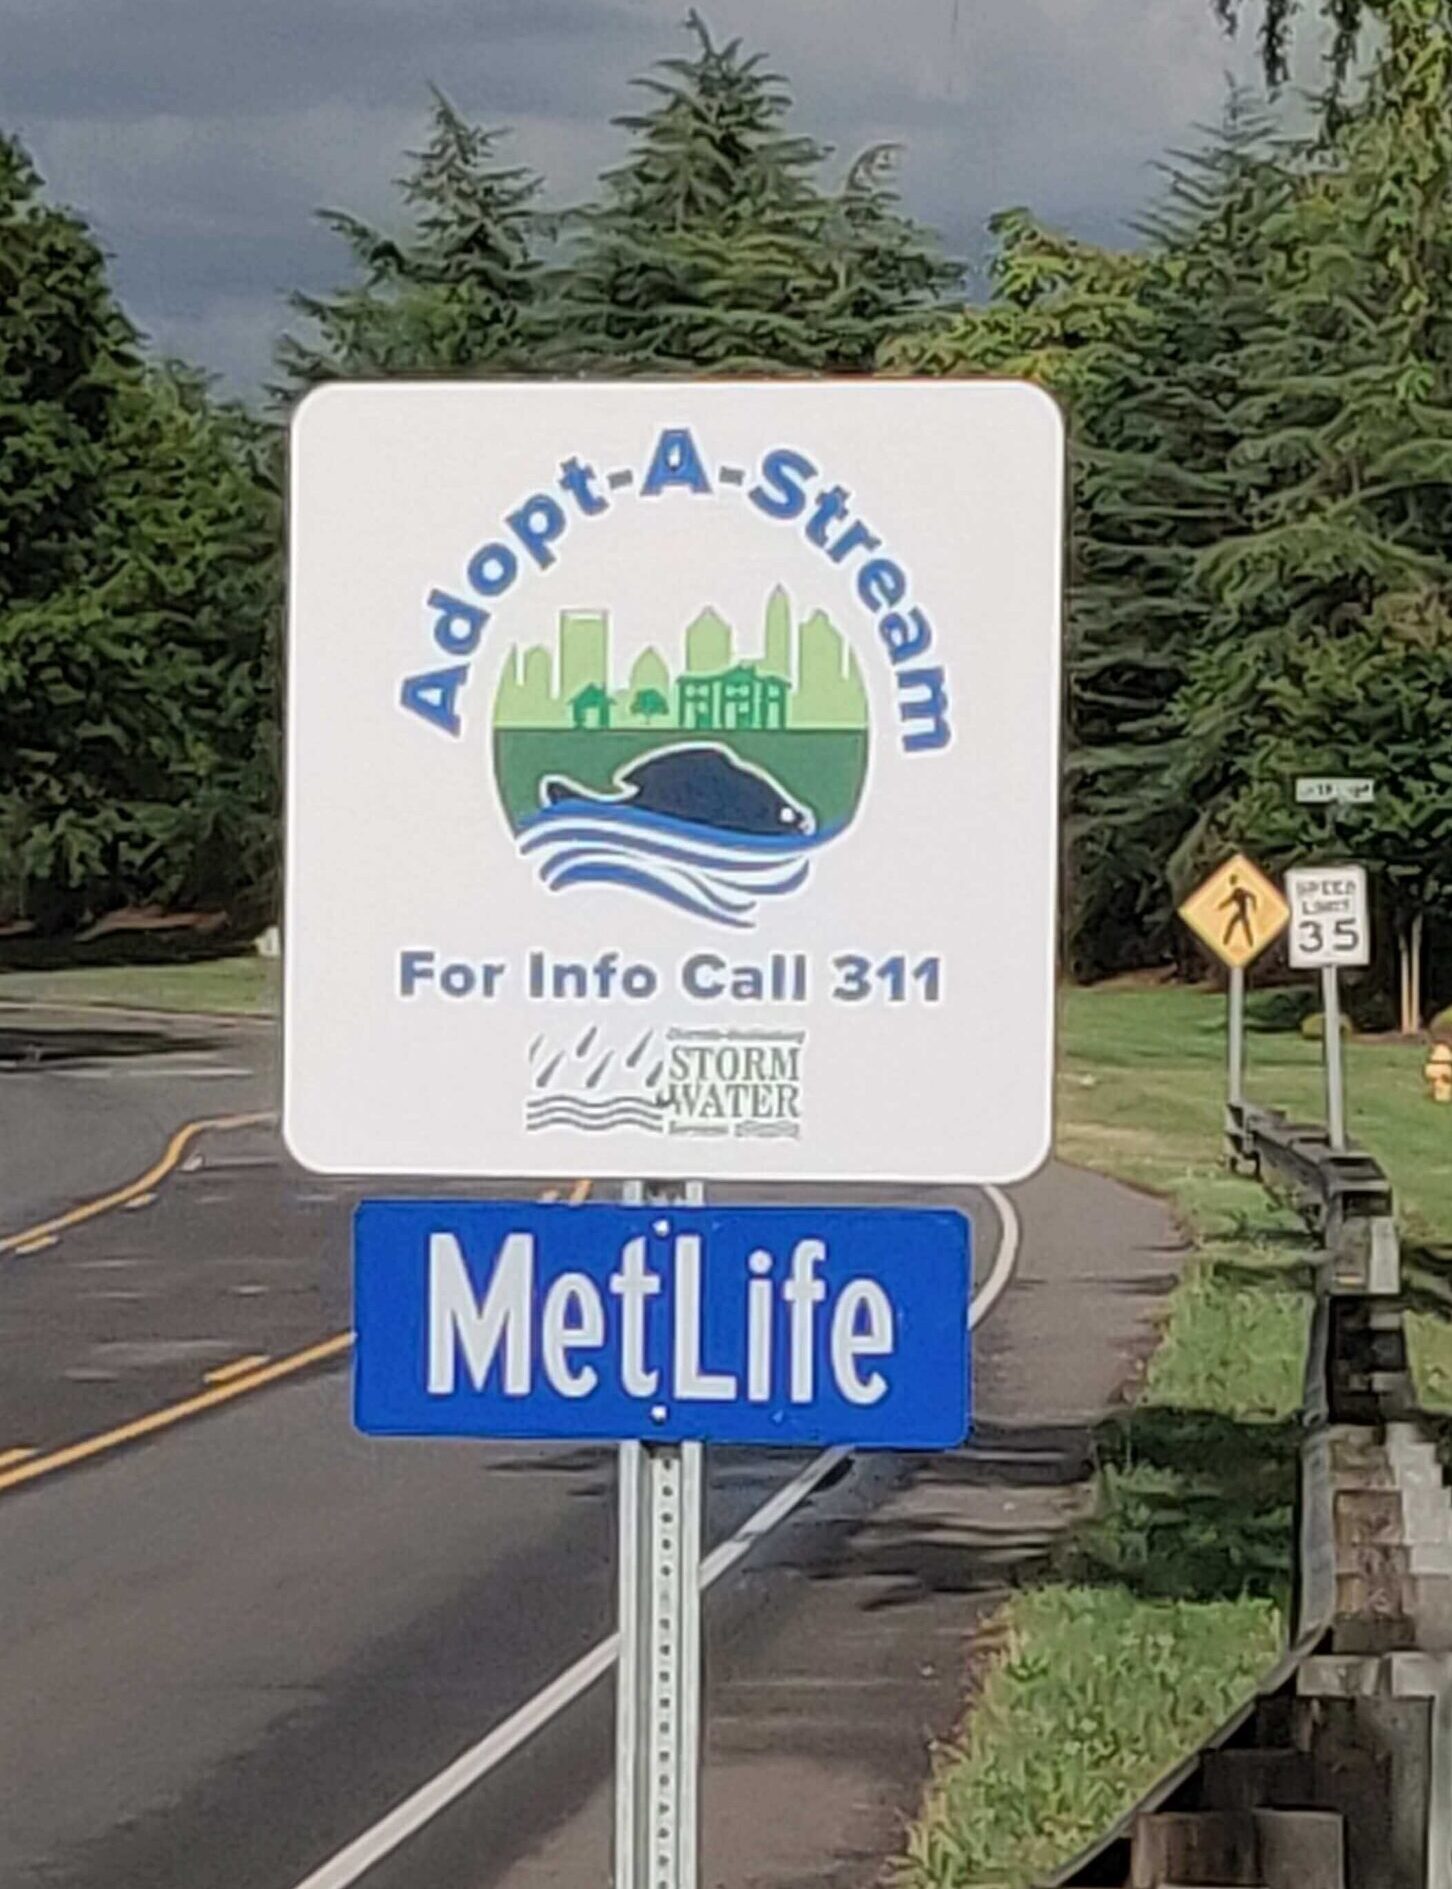 Adopt-A-Stream
For Info Call 311
STORM
WATER
MetLife
SPEED
LIMIT
35